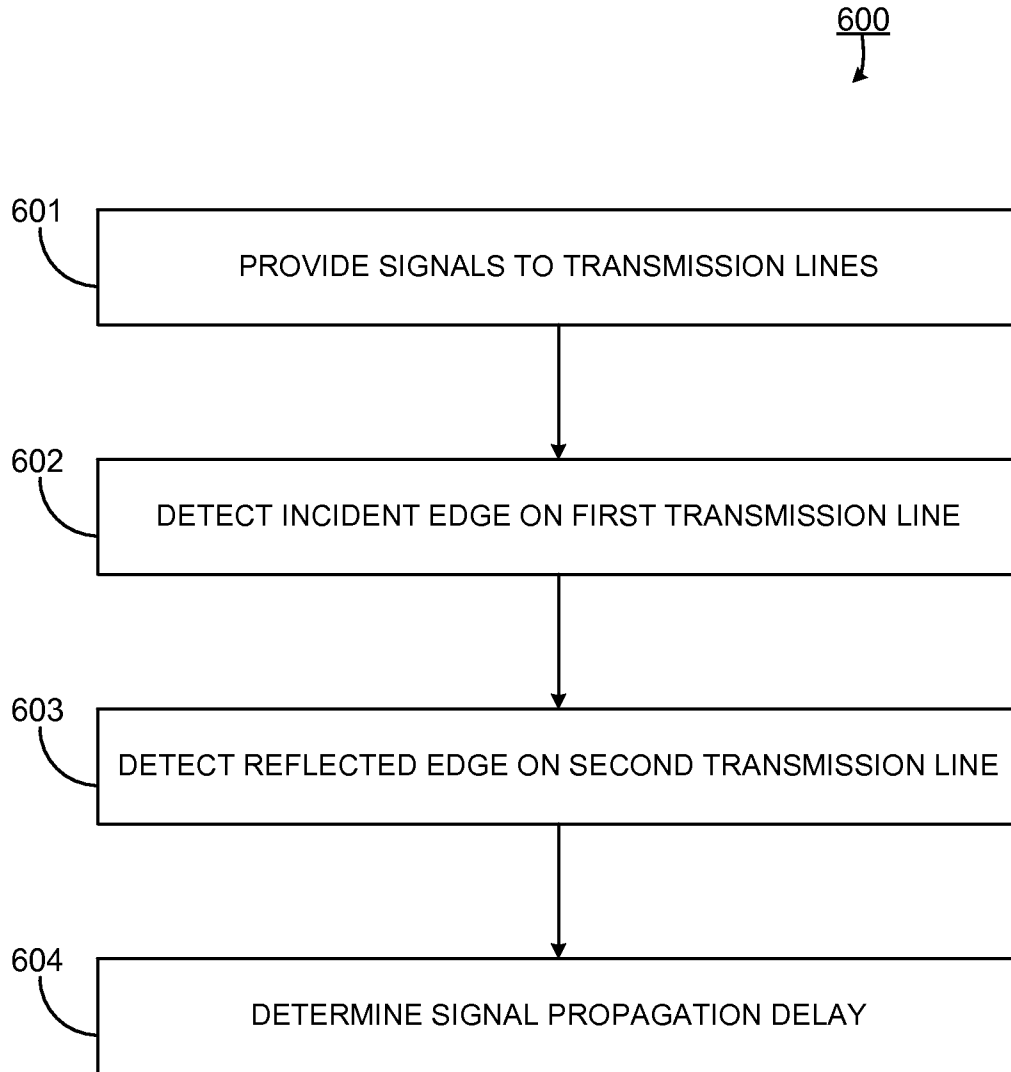 600
601
PROVIDE SIGNALS TO TRANSMISSION LINES
602
DETECT INCIDENT EDGE ON FIRST TRANSMISSION LINE
603
DETECT REFLECTED EDGE ON SECOND TRANSMISSION LINE
604
DETERMINE SIGNAL PROPAGATION DELAY